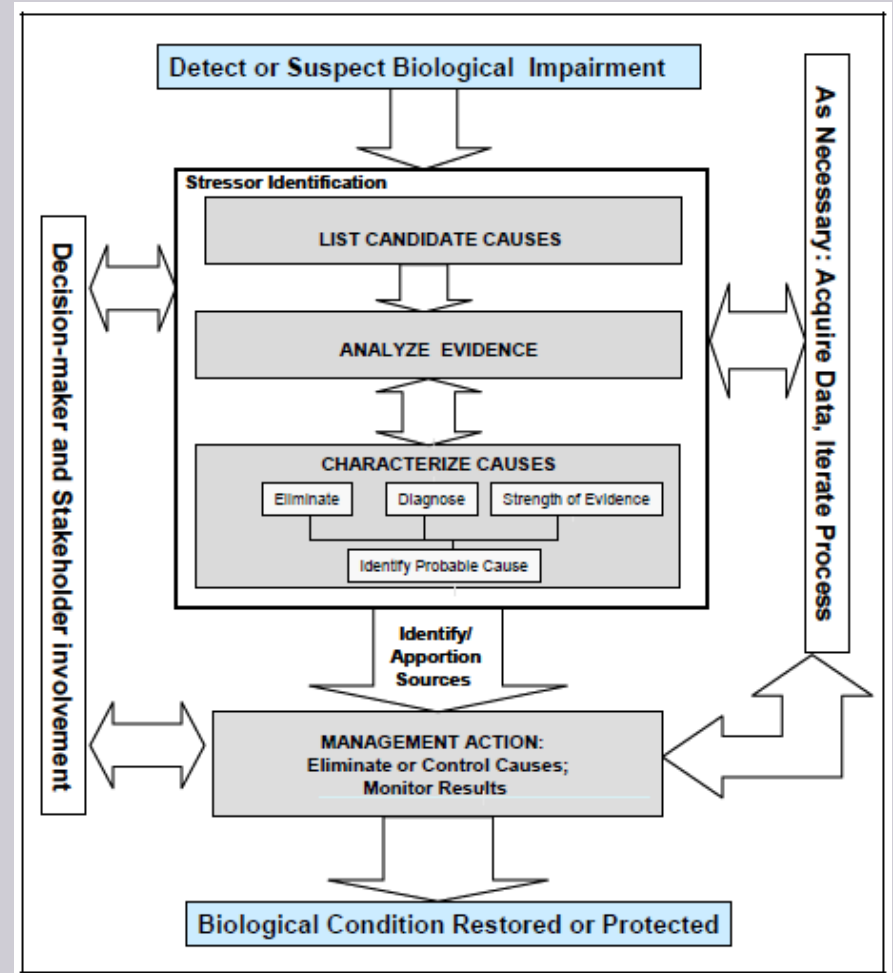 Detect or Suspect Biological Impairment
Stressor Identification
LIST CANDIDATE CAUSES
ANALYZE EVIDENCE
CHARACTERIZE CAUSES
Eliminate
Diagnose
Strength of Evidence
Identify Probable Cause
Decision-maker and Stakeholder involvement
As Necessary: Acquire Data, Iterate Process
Identify/
Apportion
Sources
MANAGEMENT ACTION:
Eliminate or Control Causes;
Monitor Results
Biological Condition Restored or Protected